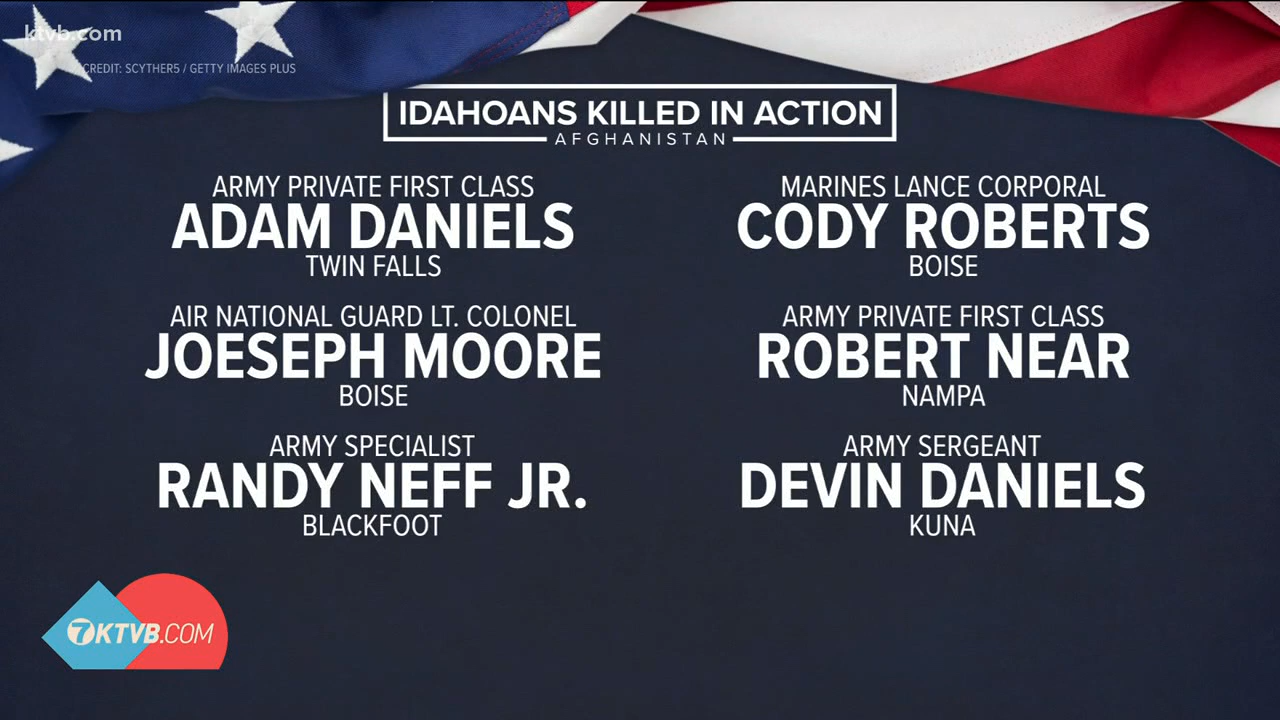 ktvb.com
CREDIT: SCYTHER5 / GETTY IMAGES PLUS
IDAHOANS KILLED IN ACTION
AFGHANISTAN
ARMY PRIVATE FIRST CLASS
ADAM DANIELS
TWIN FALLS
MARINES LANCE CORPORAL
CODY ROBERTS
BOISE
AIR NATIONAL GUARD LT. COLONEL
JOESEPH MOORE
BOISE
ARMY PRIVATE FIRST CLASS
ROBERT NEAR
NAMPA
ARMY SPECIALIST
RANDY NEFF JR.
BLACKFOOT
ARMY SERGEANT
DEVIN DANIELS
KUNA
7KTVB.COM